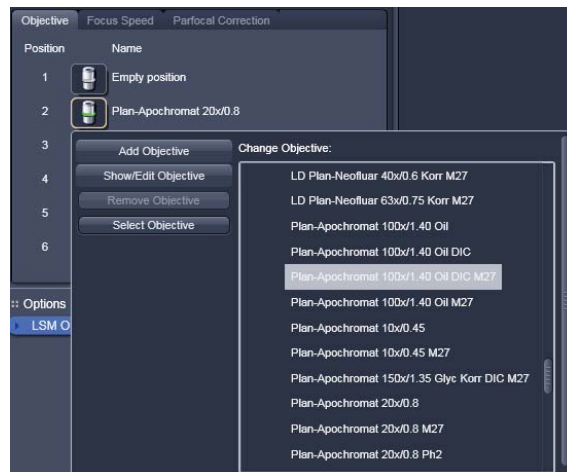 Objective Focus Speed Parfocal Correction
Position Name
1 Empty position
2 Plan-Apochromat 20x/0.8
3
4
5
6
Add Objective
Show/Edit Objective
Remove Objective
Select Objective
Change Objective:
LD Plan-Neofluar 40x/0.6 Korr M27
LD Plan-Neofluar 63x/0.75 Korr M27
Plan-Apochromat 100x/1.40 Oil
Plan-Apochromat 100x/1.40 Oil DIC
Plan-Apochromat 100x/1.40 Oil DIC M27
Plan-Apochromat 100x/1.40 Oil M27
Plan-Apochromat 10x/0.45
Plan-Apochromat 10x/0.45 M27
Plan-Apochromat 150x/1.35 Glyc Korr DIC M27
Plan-Apochromat 20x/0.8
Plan-Apochromat 20x/0.8 M27
Plan-Apochromat 20x/0.8 Ph2
:: Options
LSM O